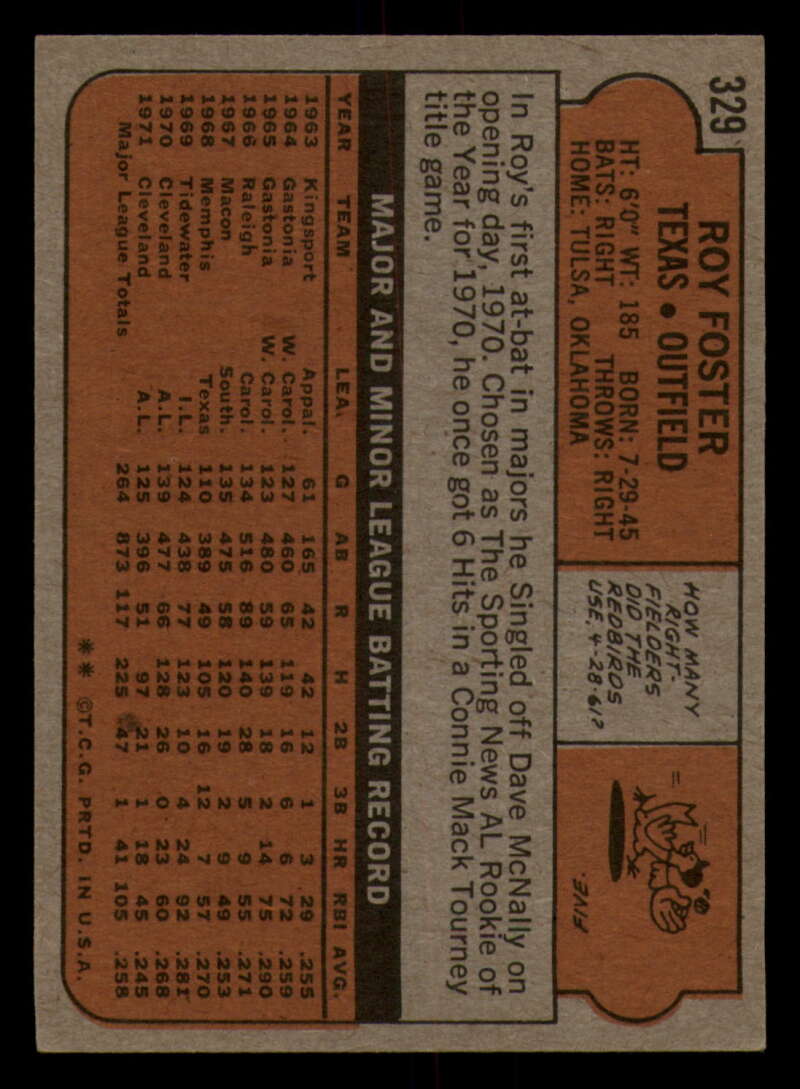 329
ROY FOSTER
TEXAS • OUTFIELD
HT: 6'0" WT: 185 BORN: 7-29-45
BATS: RIGHT THROWS: RIGHT
HOME: TULSA, OKLAHOMA
HOW MANY
RIGHT-
FIELDERS
DID THE
REDBIRDS
USE, 4-28-61?
FIVE.
In Roy's first at-bat in majors he Singled off Dave McNally on
opening day, 1970. Chosen as The Sporting News AL Rookie of
the Year for 1970, he once got 6 Hits in a Connie Mack Tourney
title game.
MAJOR AND MINOR LEAGUE BATTING RECORD
YEAR TEAM LEA. G AB R H 2B 3B HR RBI AVG.
1963 Kingsport Appal. 61 165 42 42 12 1 3 29 .255
1964 Gastonia W. Carol. 127 460 65 119 16 6 6 72 .259
1965 Gastonia W. Carol. 123 480 59 139 18 2 14 75 .290
1966 Raleigh Carol. 134 516 89 140 28 5 9 55 .271
1967 Macon South. 135 475 58 120 19 2 9 49 .253
1968 Memphis Texas 110 389 49 105 16 12 7 57 .270
1969 Tidewater I.L. 124 438 77 123 10 4 24 92 .281
1970 Cleveland A.L. 139 477 66 128 26 0 23 60 .268
1971 Cleveland A.L. 125 396 51 97 21 1 18 45 .245
Major League Totals 264 873 117 225 47 1 41 105 .258
** ©T.C.G. PRTD. IN U.S.A.